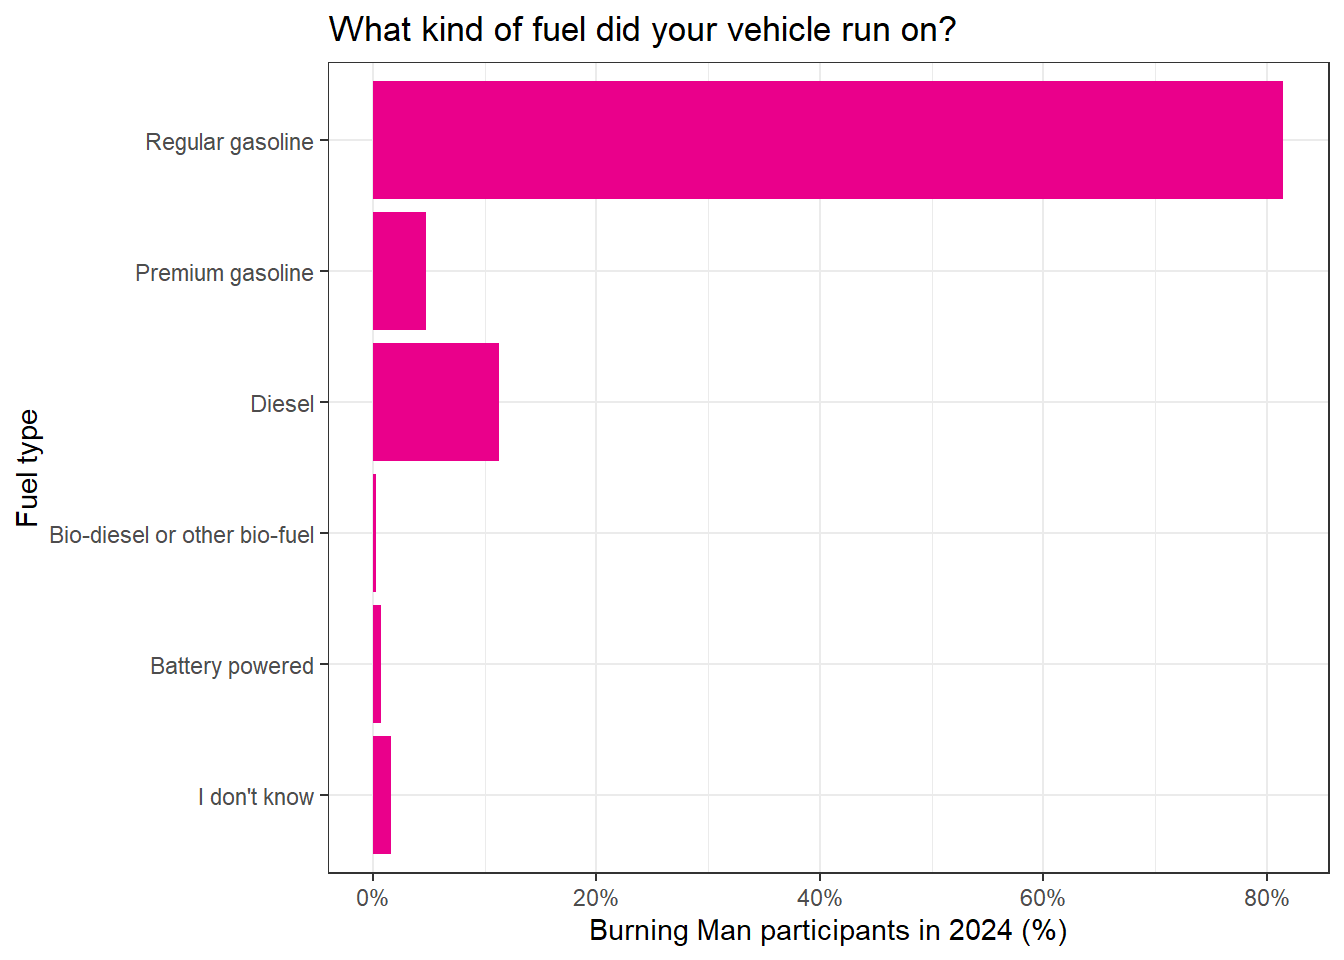 What kind of fuel did your vehicle run on?
Fuel type
Regular gasoline
Premium gasoline
Diesel
Bio-diesel or other bio-fuel
Battery powered
I don't know
0% 20% 40% 60% 80%
Burning Man participants in 2024 (%)